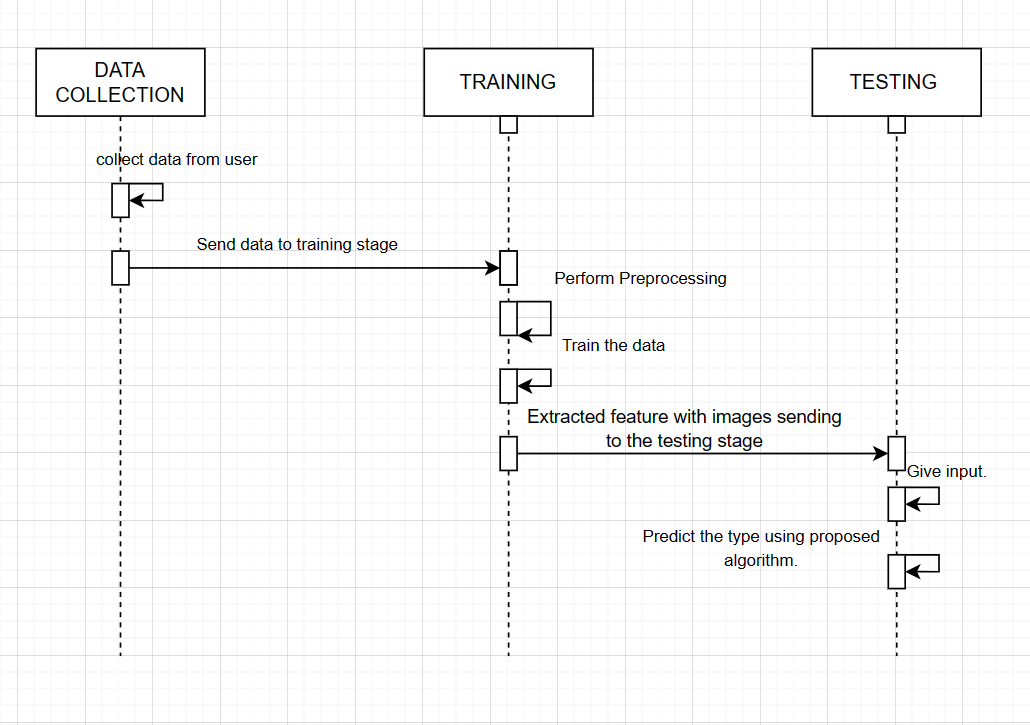 DATA
COLLECTION
TRAINING
TESTING
collect data from user
Send data to training stage
Perform Preprocessing
Train the data
Extracted feature with images sending
to the testing stage
Give input.
Predict the type using proposed
algorithm.